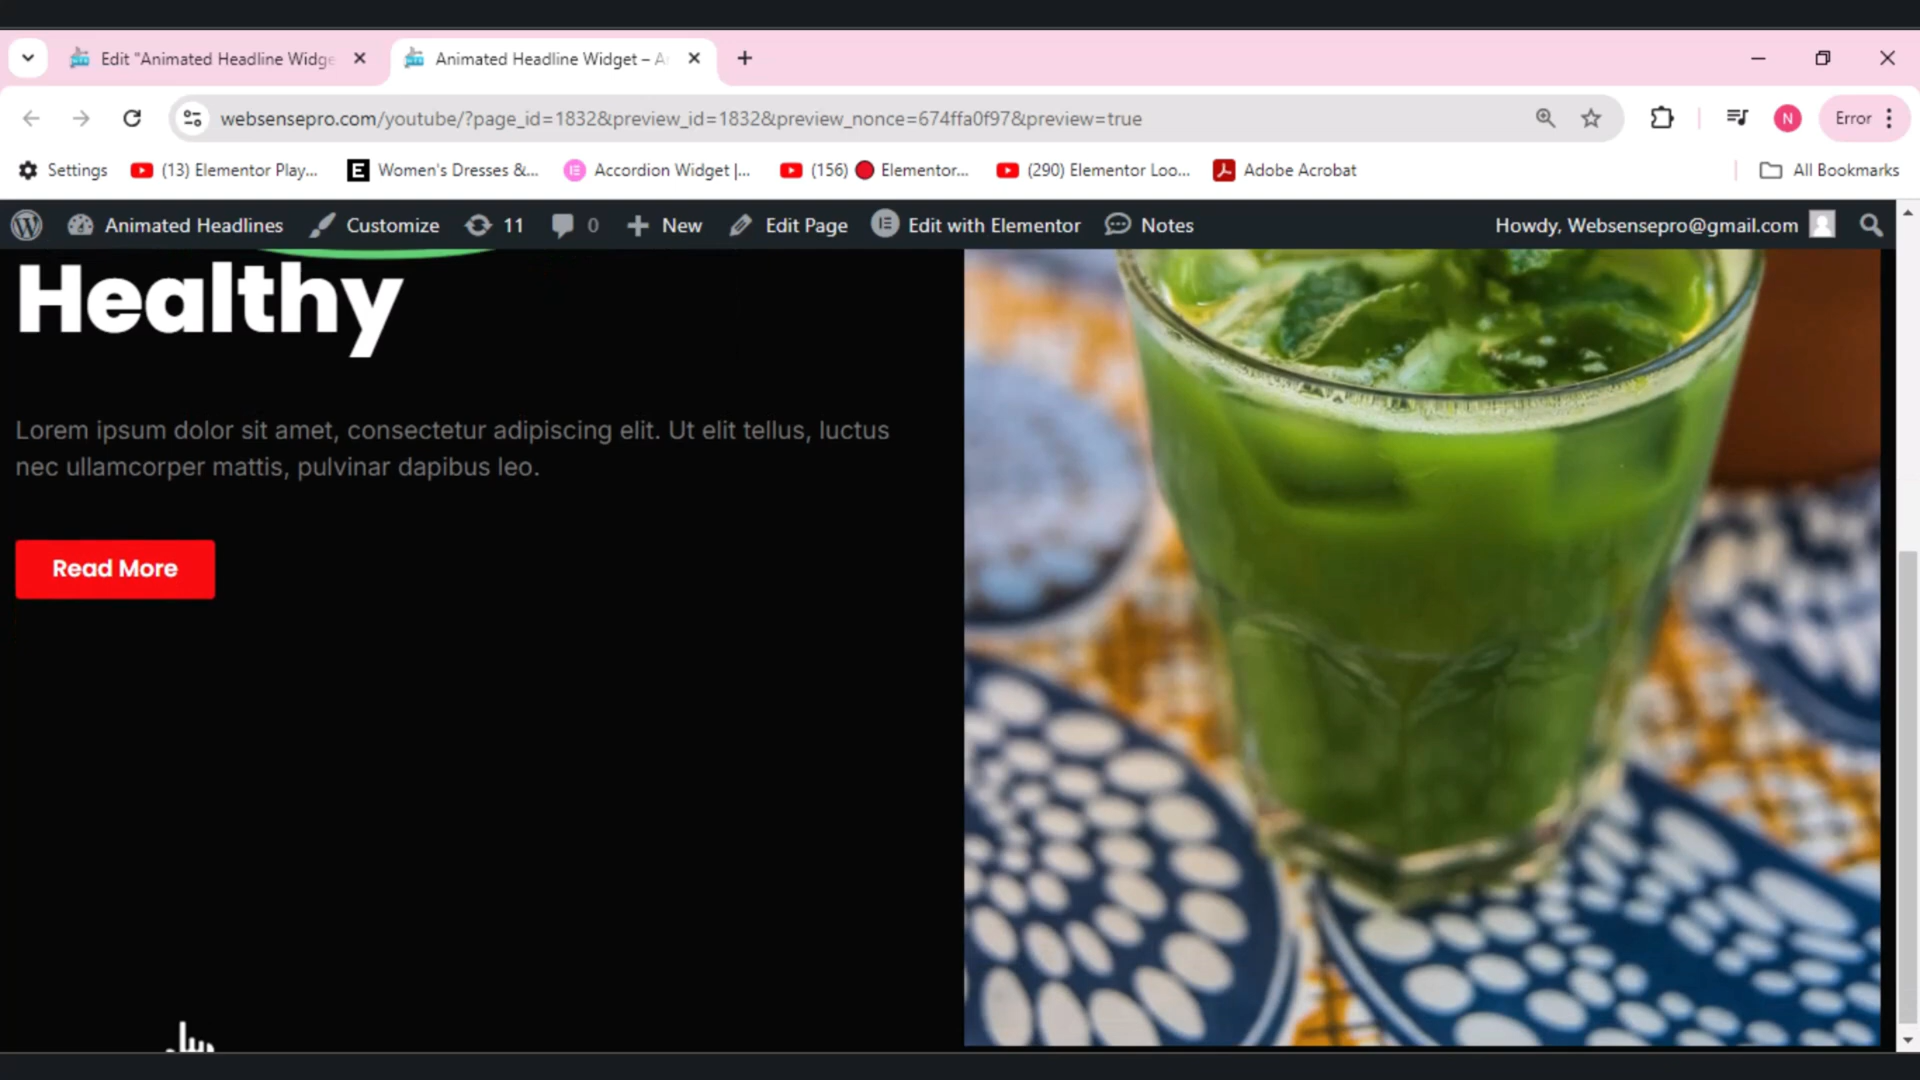 Edit "Animated Headline Widge
Animated Headline Widget – A
websensepro.com/youtube/?page_id=1832&preview_id=1832&preview_nonce=674ffa0f97&preview=true
N
Error
Settings
(13) Elementor Play...
E
Women's Dresses &...
Accordion Widget |...
(156)
Elementor...
(290) Elementor Loo...
Adobe Acrobat
All Bookmarks
Animated Headlines
Customize
11
0
New
Edit Page
Edit with Elementor
Notes
Howdy, Websensepro@gmail.com
Healthy
Lorem ipsum dolor sit amet, consectetur adipiscing elit. Ut elit tellus, luctus
nec ullamcorper mattis, pulvinar dapibus leo.
Read More